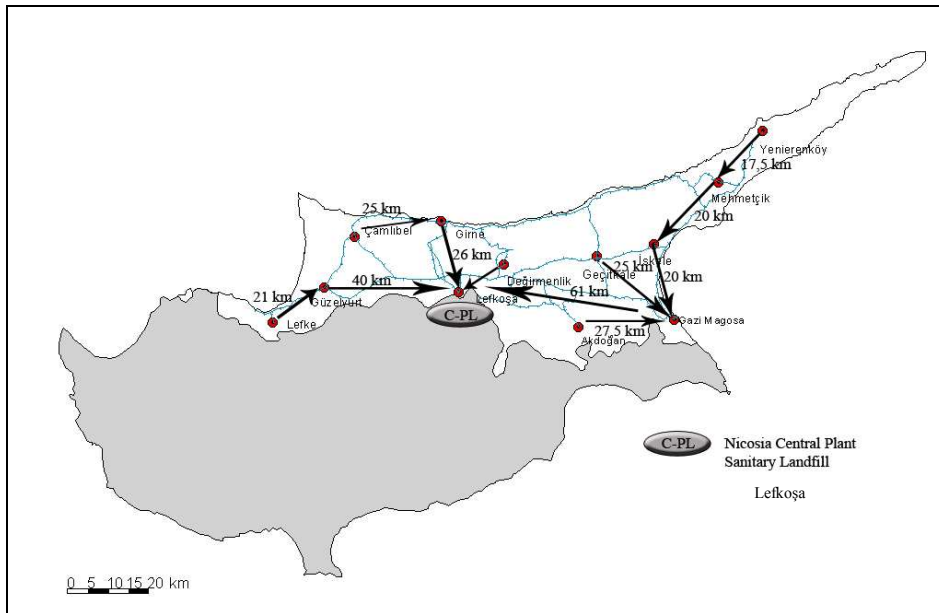 Yenierenköy
17,5 km
Mehmetçik
20 km
25 km
Çamlıbel
Girne
26 km
İskele
Geçitkale
25 km
20 km
Değirmenlik
61 km
40 km
21 km
Güzelyurt
Lefkoşa
C-PL
Lefke
Gazi Magosa
27,5 km
Akdoğan
C-PL
Nicosia Central Plant
Sanitary Landfill
Lefkoşa
0 5 10 15 20 km